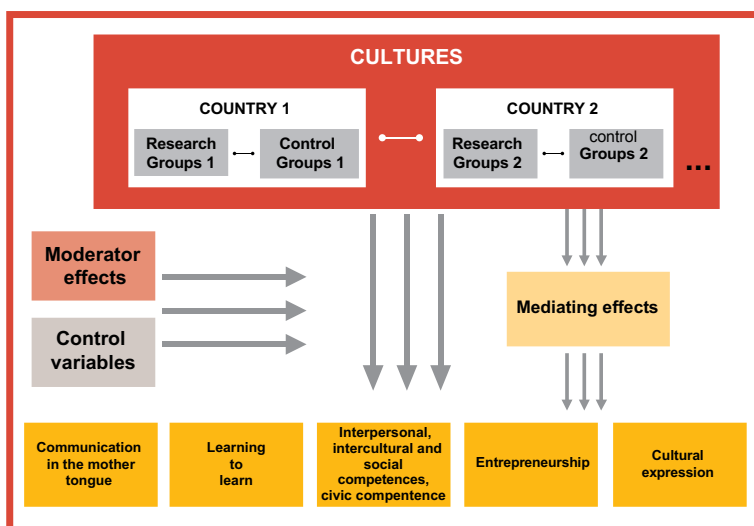 CULTURES
COUNTRY 1
Research
Groups 1
Control
Groups 1
COUNTRY 2
Research
Groups 2
control
Groups 2
...
Moderator
effects
Control
variables
Mediating effects
Communication
in the mother
tongue
Learning
to
learn
Interpersonal,
intercultural and
social
competences,
civic compentence
Entrepreneurship
Cultural
expression